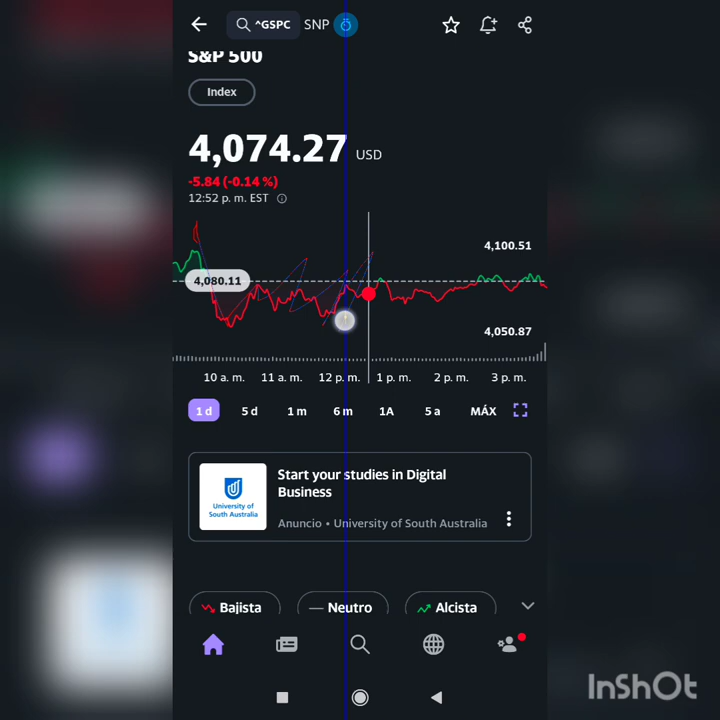 ^GSPC SNP
S&P 500
Index
4,074.27 USD
-5.84 (-0.14 %)
12:52 p. m. EST
4,100.51
4,080.11
4,050.87
10 a. m. 11 a. m. 12 p. m. 1 p. m. 2 p. m. 3 p. m.
1 d 5 d 1 m 6 m 1A 5 a MÁX
Start your studies in Digital
Business
University of
South Australia
Anuncio • University of South Australia
Bajista Neutro Alcista
InShOt